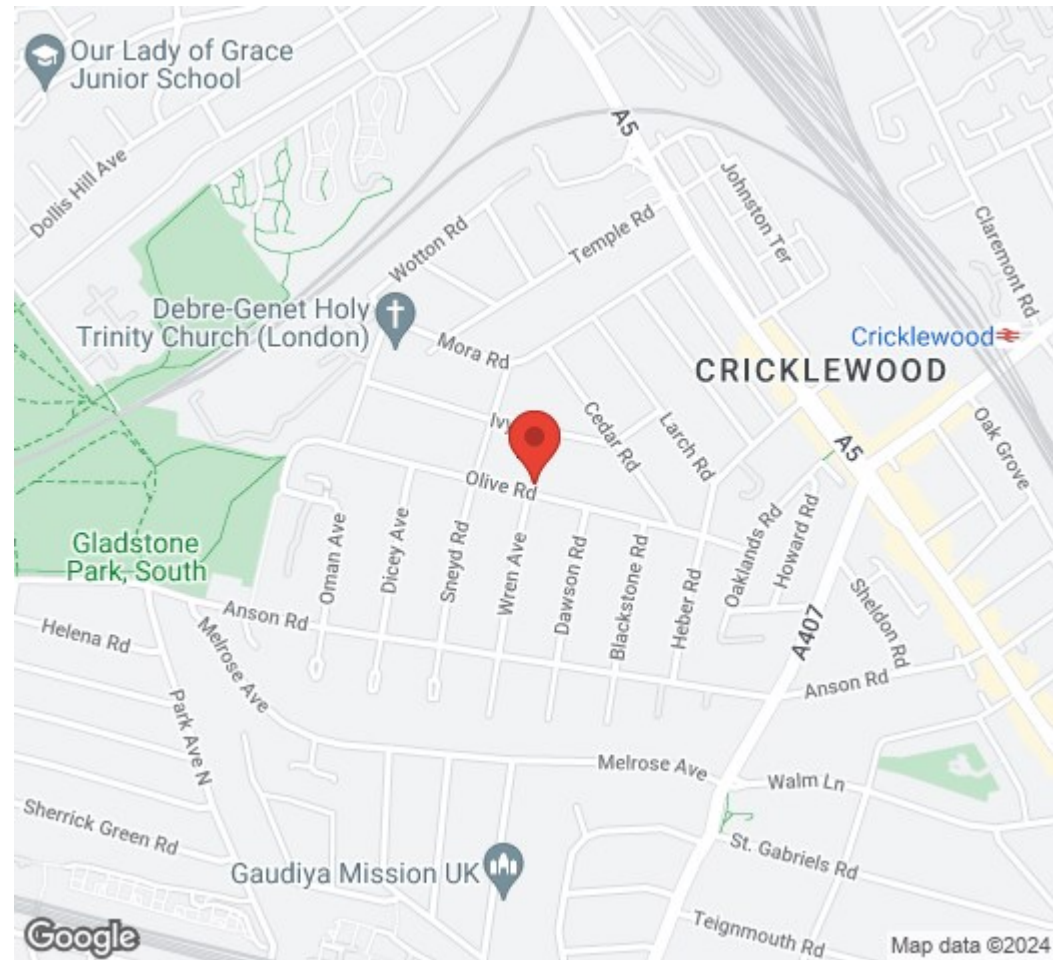 Our Lady of Grace
Junior School
A5
Johnston Ter
Dollis Hill Ave
Claremont Rd
Wotton Rd
Temple Rd
Debre-Genet Holy
Trinity Church (London)
Cricklewood
Mora Rd
CRICKLEWOOD
Ivy
Cedar Rd
Larch Rd
A5
Oak Grove
Olive Rd
Gladstone
Park, South
Oman Ave
Dicey Ave
Sneyd Rd
Wren Ave
Dawson Rd
Blackstone Rd
Heber Rd
Oaklands Rd
Howard Rd
Sheldon Rd
A407
Anson Rd
Helena Rd
Melrose Ave
Anson Rd
Park Ave N
Melrose Ave
Walm Ln
Sherrick Green Rd
Gaudiya Mission UK
St. Gabriels Rd
Teignmouth Rd
Google
Map data ©2024